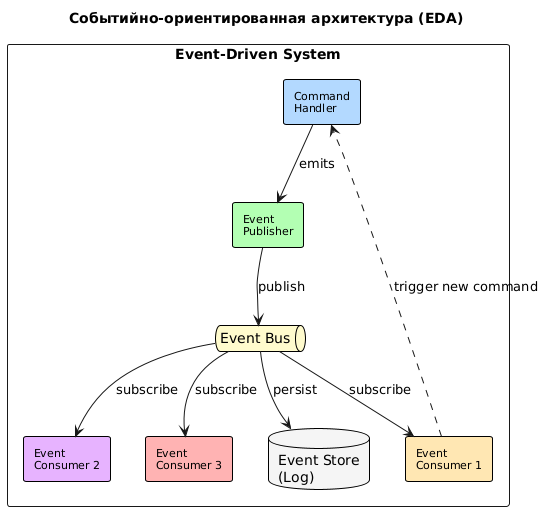 Событийно-ориентированная архитектура (EDA)
Event-Driven System
Command
Handler
emits
Event
Publisher
publish
trigger new command
Event Bus
subscribe
subscribe
persist
subscribe
Event
Consumer 2
Event
Consumer 3
Event Store
(Log)
Event
Consumer 1